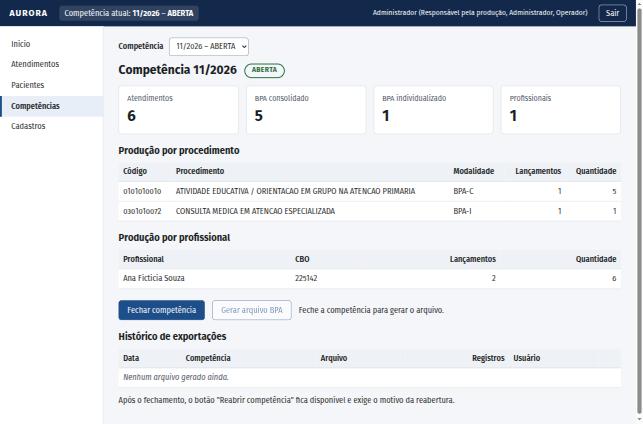 AURORA
Competência atual: 11/2026 – ABERTA
Administrador (Responsável pela produção, Administrador, Operador)
Sair
Início
Atendimentos
Pacientes
Competências
Cadastros
Competência 11/2026 – ABERTA
Competência 11/2026 ABERTA
Atendimentos
6
BPA consolidado
5
BPA individualizado
1
Profissionais
1
Produção por procedimento
Código Procedimento Modalidade Lançamentos Quantidade
0101010010 ATIVIDADE EDUCATIVA / ORIENTACAO EM GRUPO NA ATENCAO PRIMARIA BPA-C 1 5
0301010072 CONSULTA MEDICA EM ATENCAO ESPECIALIZADA BPA-I 1 1
Produção por profissional
Profissional CBO Lançamentos Quantidade
Ana Ficticia Souza 225142 2 6
Fechar competência Gerar arquivo BPA Feche a competência para gerar o arquivo.
Histórico de exportações
Data Competência Arquivo Registros Usuário
Nenhum arquivo gerado ainda.
Após o fechamento, o botão "Reabrir competência" fica disponível e exige o motivo da reabertura.